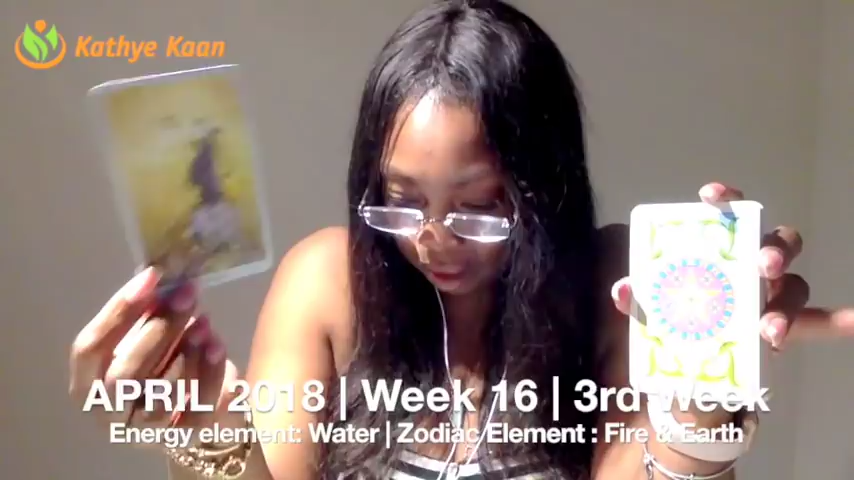 Kathye Kaan
APRIL 2018 | Week 16 | 3rd Week
Energy element: Water | Zodiac Element : Fire & Earth